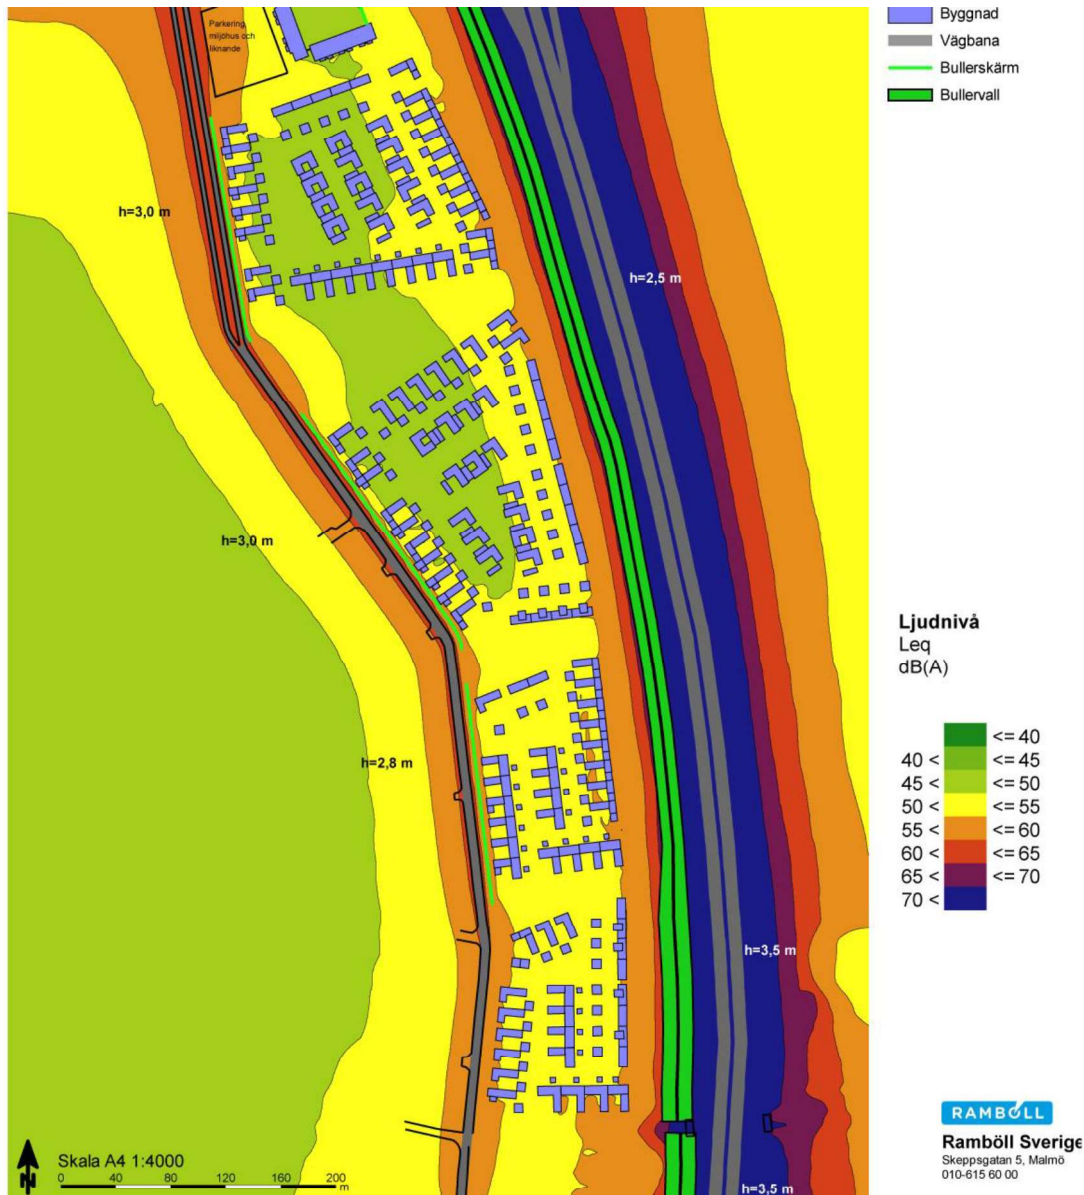 Parkering,
miljöhus och
liknande
Byggnad
Vägbana
Bullerskärm
Bullervall
h=3,0 m
h=2,5 m
h=3,0 m
h=2,8 m
h=3,5 m
h=3,5 m
Ljudnivå
Leq
dB(A)
<= 40
40 < <= 45
45 < <= 50
50 < <= 55
55 < <= 60
60 < <= 65
65 < <= 70
70 <
RAMBÖLL
Ramböll Sverige
Skeppsgatan 5, Malmö
010-615 60 00
N
Skala A4 1:4000
0 40 80 120 160 200
m